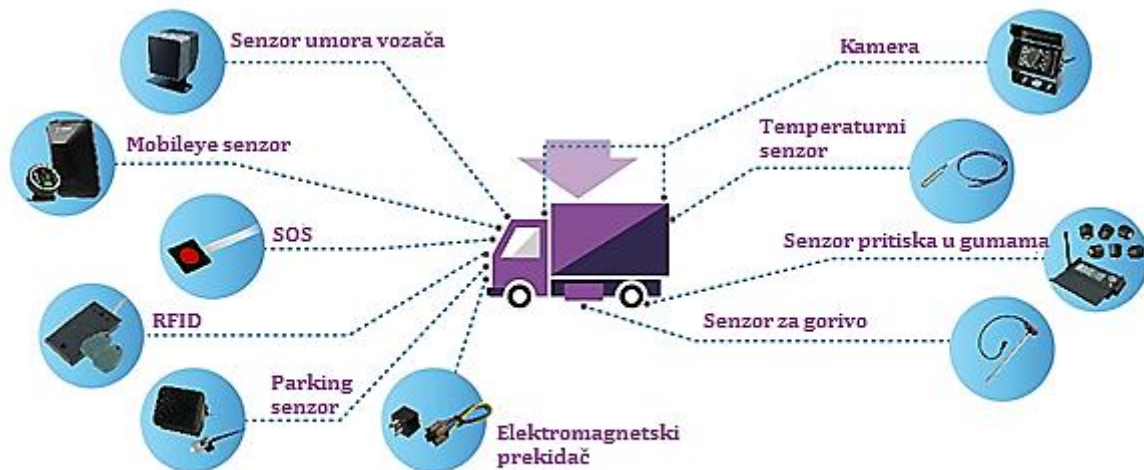 Senzor umora vozača
Mobileye senzor
SOS
RFID
Parking
senzor
Elektromagnetski
prekidač
Kamera
Temperaturni
senzor
Senzor pritiska u gumama
Senzor za gorivo